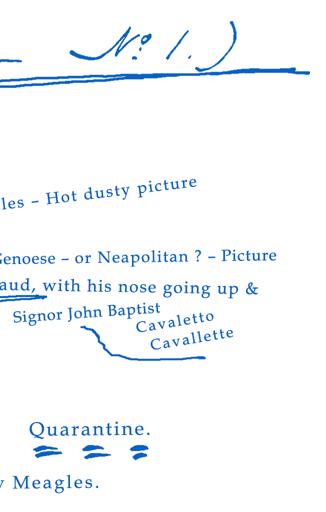 No. 1.)
les – Hot dusty picture
Genoese – or Neapolitan ? – Picture
aud, with his nose going up &
Signor John Baptist
Cavaletto
Cavallette
Quarantine.
y Meagles.